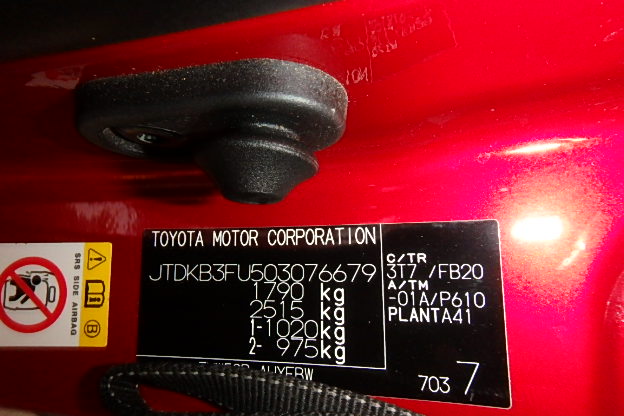 TOYOTA MOTOR CORPORATION
JTDKB3FU503076679
1790 kg
2515 kg
1-1020kg
2- 975kg
C/TR
3T7 /FB20
A/TM
-01A/P610
PLANTA41
703 7
SRS SIDE AIRBAG
B